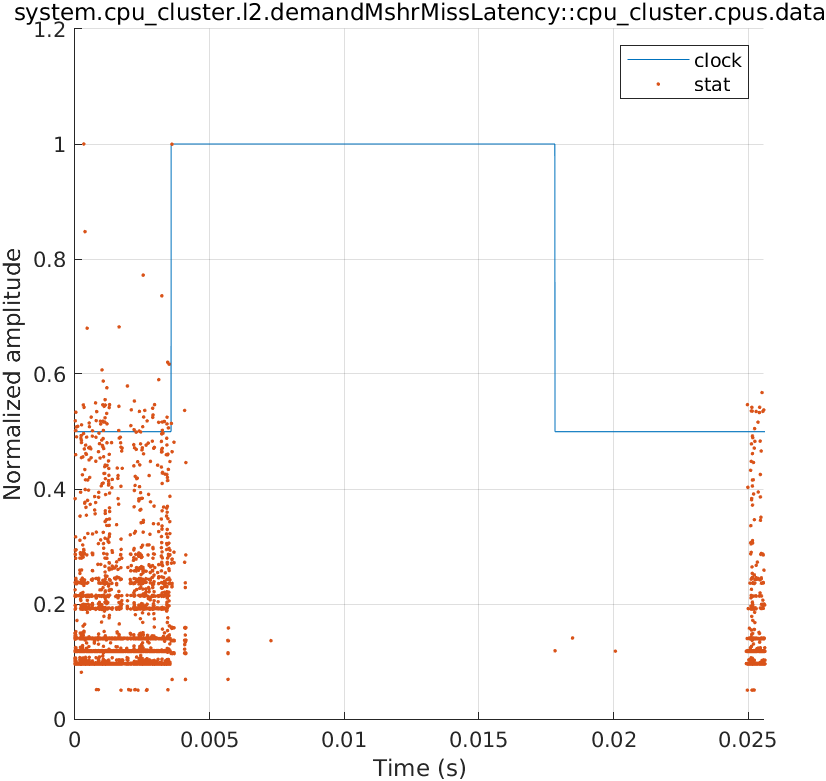 system.cpu_cluster.l2.demandMshrMissLatency::cpu_cluster.cpus.data
1.2
clock
stat
1
0.8
0.6
0.4
0.2
0
Normalized amplitude
0
0.005
0.01
0.015
0.02
0.025
Time (s)